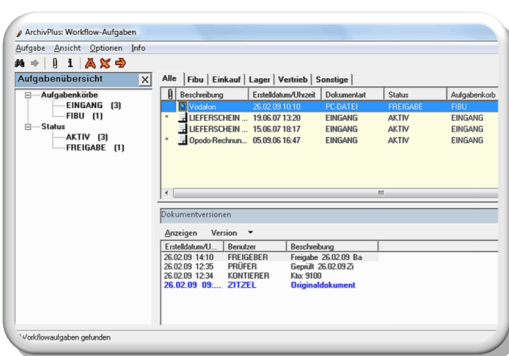 ArchivPlus: Workflow-Aufgaben
Aufgabe Ansicht Optionen Info
Aufgabenübersicht
Aufgabenkörbe
EINGANG (3)
FIBU (1)
Status
AKTIV (3)
FREIGABE (1)
Alle Fibu Einkauf Lager Vertrieb Sonstige
Beschreibung Erstelldatum/Uhrzeit Dokumentart Status Aufgabenkorb
Vodafon 26.02.09 10:10 PC-DATEI FREIGABE FIBU
* LIEFERSCHEIN ... 19.06.07 13:20 EINGANG AKTIV EINGANG
LIEFERSCHEIN ... 15.06.07 18:17 EINGANG AKTIV EINGANG
* Opodo-Rechnun... 05.09.06 16:47 EINGANG AKTIV EINGANG
Dokumentversionen
Anzeigen Version
Erstelldatum/U... Benutzer Beschreibung
26.02.09 14:10 FREIGEBER Freigabe 26.02.09 Ba
26.02.09 12:35 PRÜFER Geprüft 26.02.09 Zi
26.02.09 12:34 KONTIERER Kto: 9100
26.02.09 09:... ZITZEL Originaldokument
Workflowaufgaben gefunden